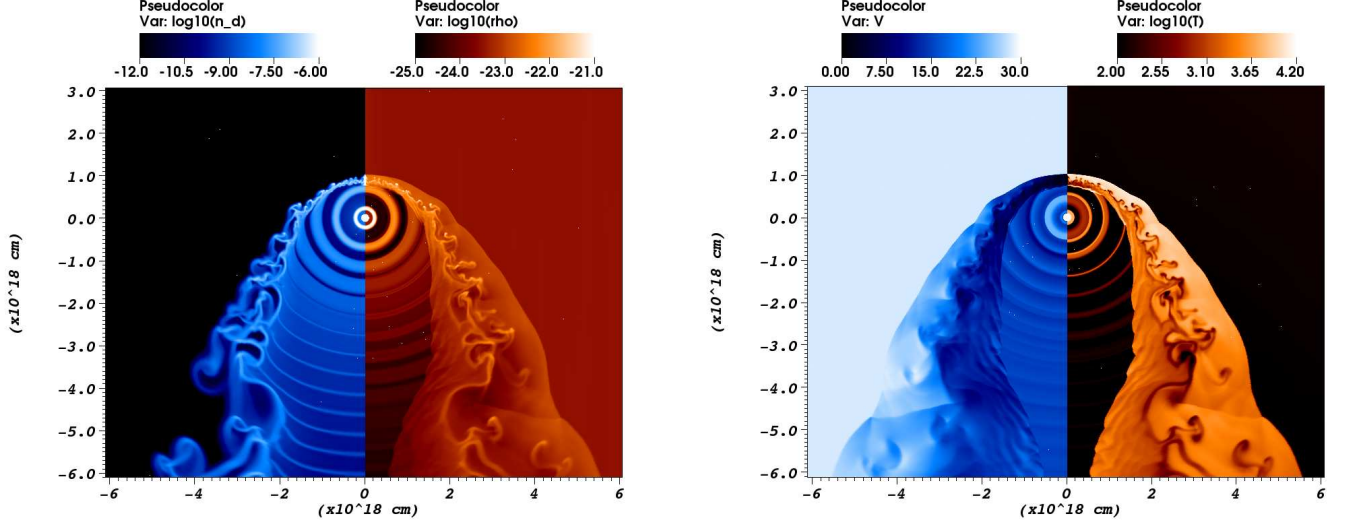 Pseudocolor
Var: log10(n_d)
-12.0 -10.5 -9.00 -7.50 -6.00
Pseudocolor
Var: log10(rho)
-25.0 -24.0 -23.0 -22.0 -21.0
3.0
2.0
1.0
0.0
-1.0
-2.0
-3.0
-4.0
-5.0
-6.0
(x10^18 cm)
-6 -4 -2 0 2 4 6
(x10^18 cm)
Pseudocolor
Var: V
0.00 7.50 15.0 22.5 30.0
Pseudocolor
Var: log10(T)
2.00 2.55 3.10 3.65 4.20
3.0
2.0
1.0
0.0
-1.0
-2.0
-3.0
-4.0
-5.0
-6.0
(x10^18 cm)
-6 -4 -2 0 2 4 6
(x10^18 cm)